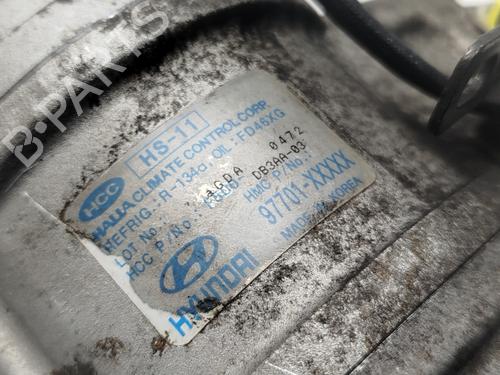 B-PARTS
HCC HS-11
HALLA CLIMATE CONTROL CORP.
REFRIG.: R-134a OIL: FD46XG
LOT No. : 0472
HCC P/No.: DB3AA-03
HMC P/No.:
97701-XXXXX
HYUNDAI MADE IN KOREA